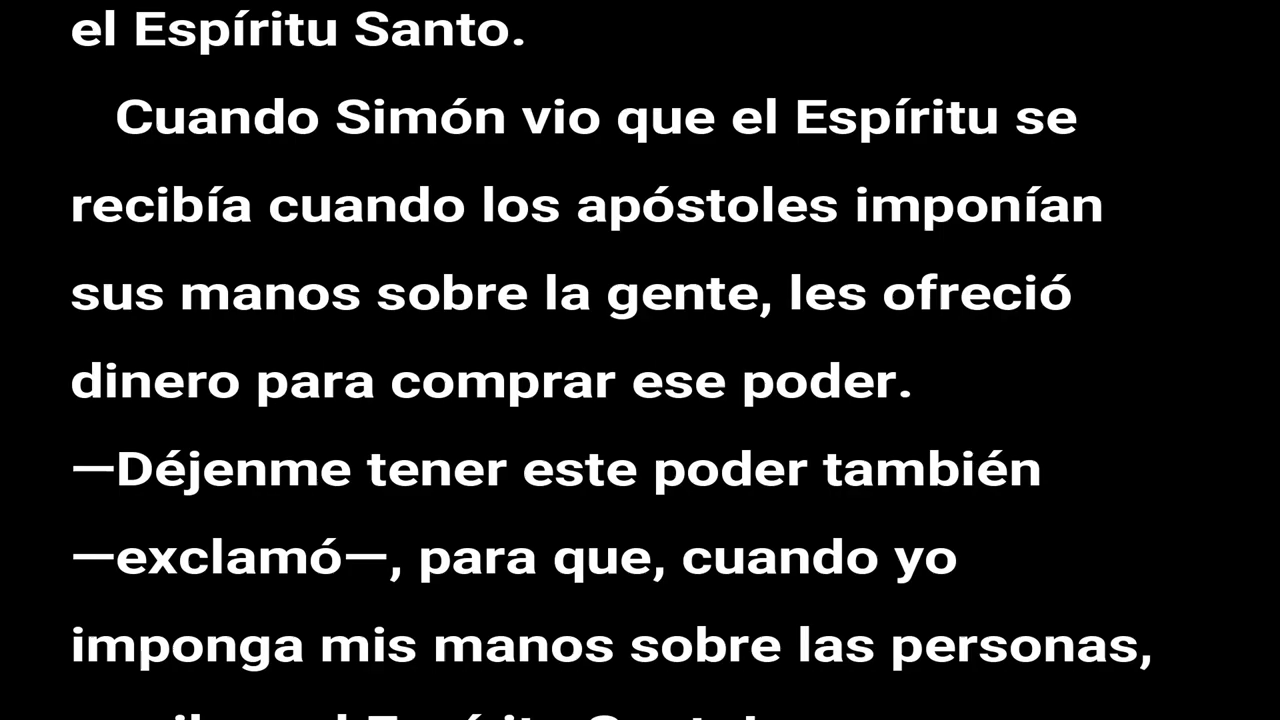 el Espíritu Santo.
Cuando Simón vio que el Espíritu se
recibía cuando los apóstoles imponían
sus manos sobre la gente, les ofreció
dinero para comprar ese poder.
—Déjenme tener este poder también
—exclamó—, para que, cuando yo
imponga mis manos sobre las personas,